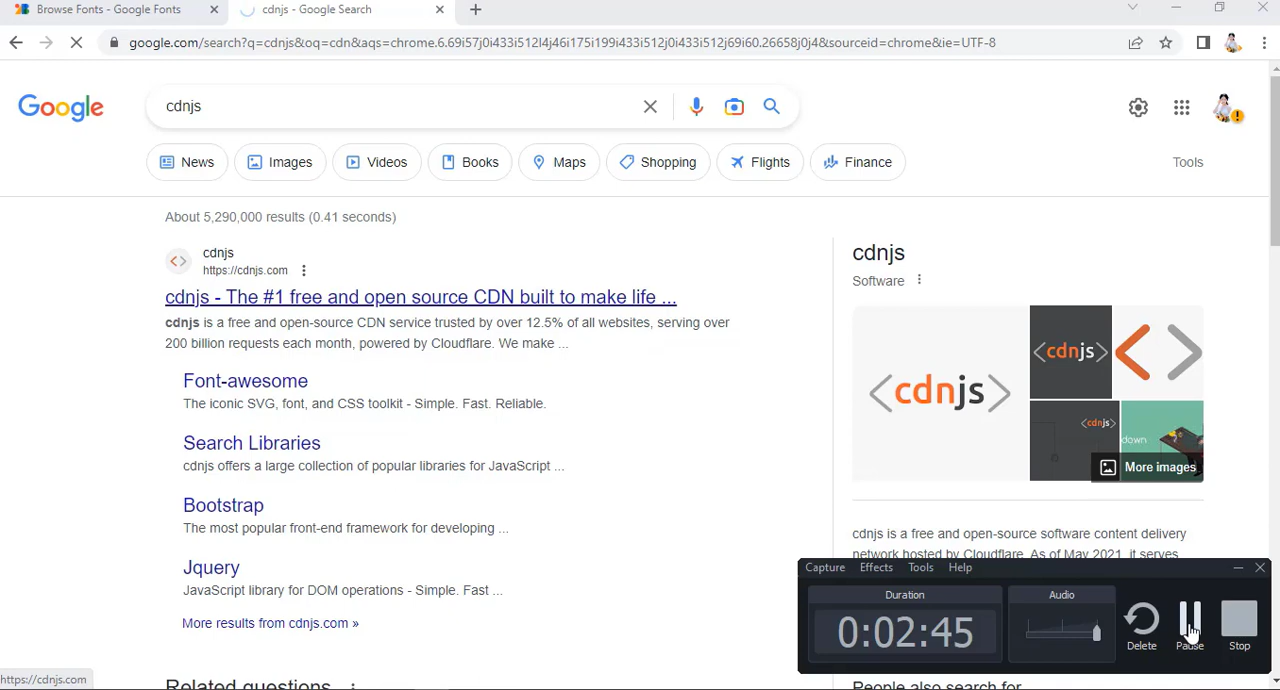 Browse Fonts - Google Fonts
cdnjs - Google Search
google.com/search?q=cdnjs&oq=cdn&aqs=chrome.6.69i57j0i433i512l4j46i175i199i433i512j0i433i512j69i60.26658j0j4&sourceid=chrome&ie=UTF-8
Google
cdnjs
News
Images
Videos
Books
Maps
Shopping
Flights
Finance
Tools
About 5,290,000 results (0.41 seconds)
cdnjs
https://cdnjs.com
cdnjs - The #1 free and open source CDN built to make life ...
cdnjs is a free and open-source CDN service trusted by over 12.5% of all websites, serving over
200 billion requests each month, powered by Cloudflare. We make ...
Font-awesome
The iconic SVG, font, and CSS toolkit - Simple. Fast. Reliable.
Search Libraries
cdnjs offers a large collection of popular libraries for JavaScript ...
Bootstrap
The most popular front-end framework for developing ...
Jquery
JavaScript library for DOM operations - Simple. Fast ...
More results from cdnjs.com »
Related questions
cdnjs
Software
<cdnjs>
<cdnjs>
<cdnjs>
down
More images
cdnjs is a free and open-source software content delivery
network hosted by Cloudflare. As of May 2021, it serves
Capture
Effects
Tools
Help
Duration
0:02:45
Audio
Delete
Pause
Stop
People also search for
https://cdnjs.com